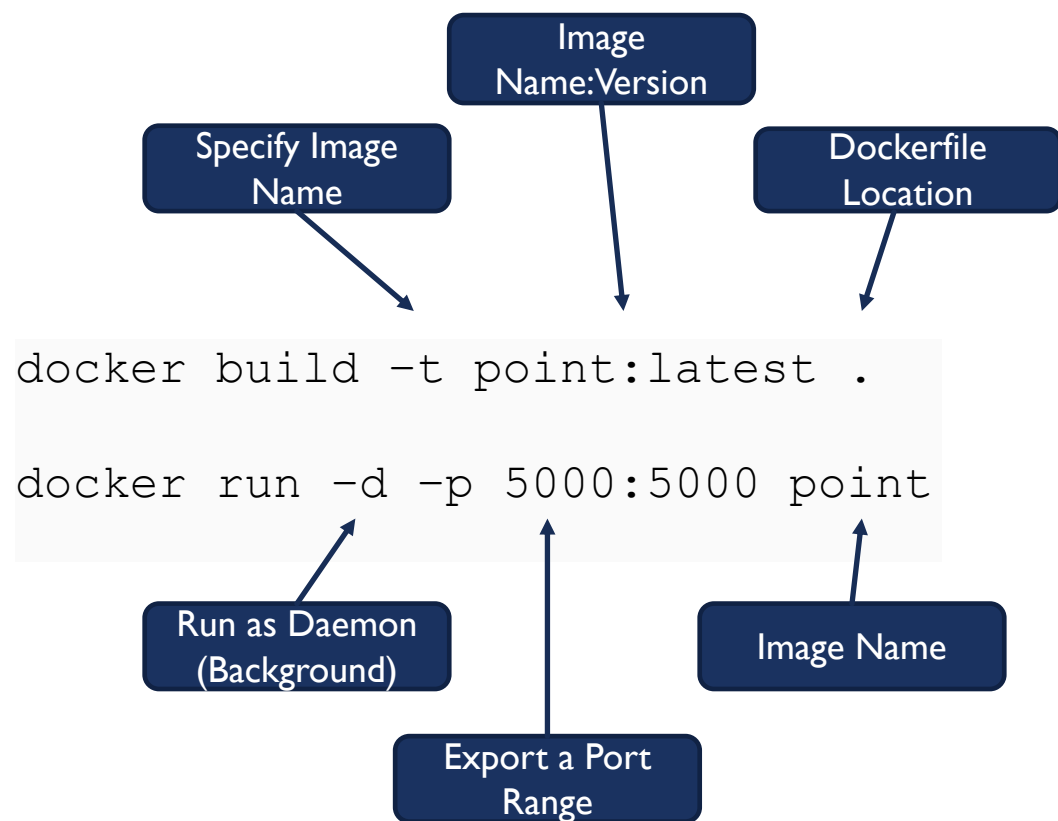 Image
Name:Version
Specify Image
Name
Dockerfile
Location
docker build –t point:latest .
docker run –d –p 5000:5000 point
Run as Daemon
(Background)
Image Name
Export a Port
Range